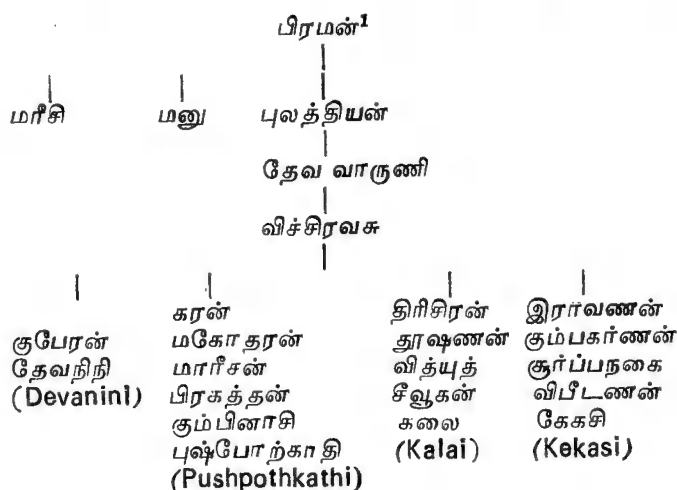 பிரமன்¹
மரீசி மனு புலத்தியன்
தேவ வாருணி
விச்சிரவசு
குபேரன்
தேவநிநி
(Devanini)
கரன்
மகோதரன்
மாரீசன்
பிரகத்தன்
கும்பினாசி
புஷ்போற்காதி
(Pushpothkathi)
திரிசிரன்
தூஷணன்
வித்யுத்
சீவூகன்
கலை
(Kalai)
இராவணன்
கும்பகர்ணன்
சூர்ப்பநகை
விபீடணன்
கேகசி
(Kekasi)